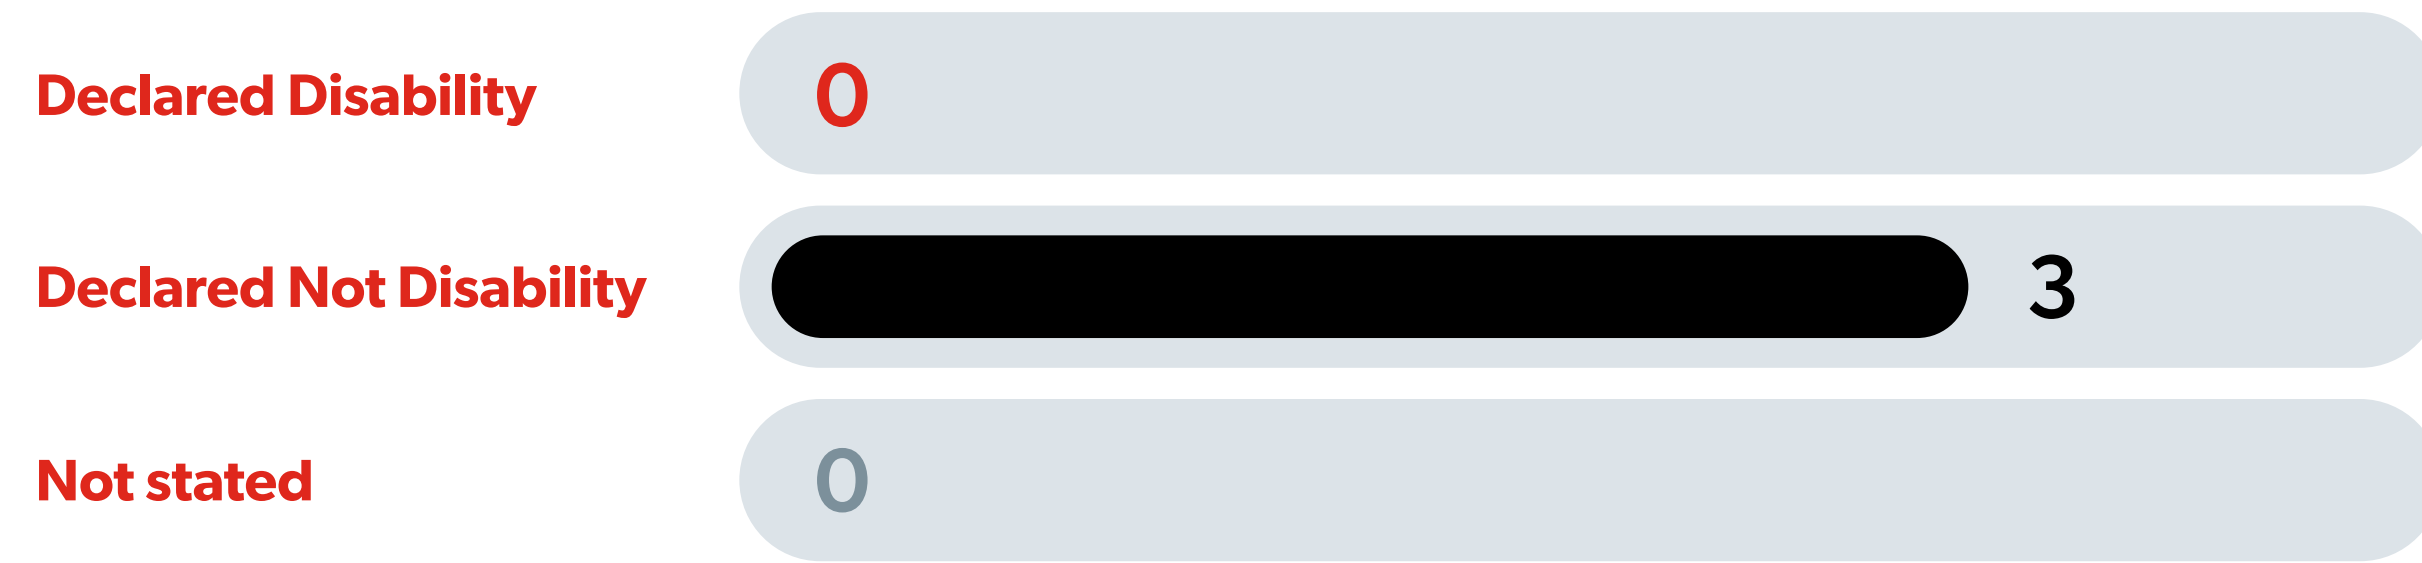 Declared Disability 0
Declared Not Disability 3
Not stated 0